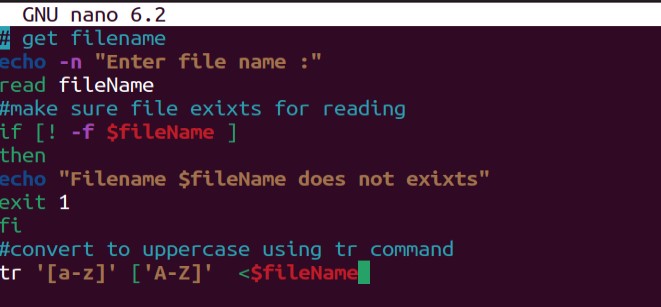 GNU nano 6.2
# get filename
echo -n "Enter file name :"
read fileName
#make sure file exixts for reading
if [! -f $fileName ]
then
echo "Filename $fileName does not exixts"
exit 1
fi
#convert to uppercase using tr command
tr '[a-z]' ['A-Z]'  <$fileName